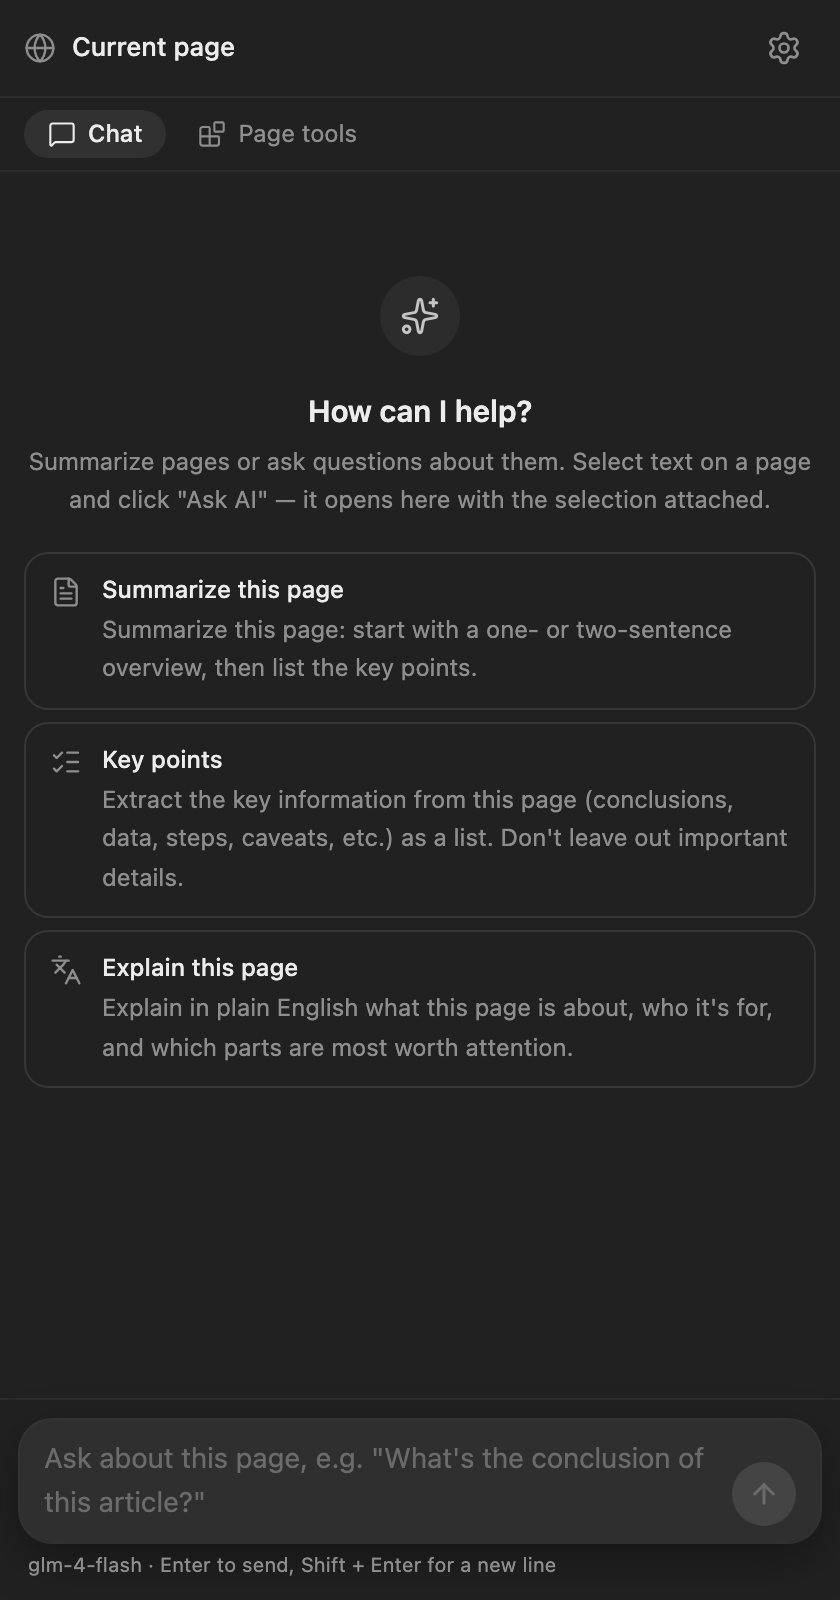 Current page
Chat
Page tools
How can I help?
Summarize pages or ask questions about them. Select text on a page
and click "Ask AI" — it opens here with the selection attached.
Summarize this page
Summarize this page: start with a one- or two-sentence
overview, then list the key points.
Key points
Extract the key information from this page (conclusions,
data, steps, caveats, etc.) as a list. Don't leave out important
details.
Explain this page
Explain in plain English what this page is about, who it's for,
and which parts are most worth attention.
Ask about this page, e.g. "What's the conclusion of
this article?"
glm-4-flash · Enter to send, Shift + Enter for a new line